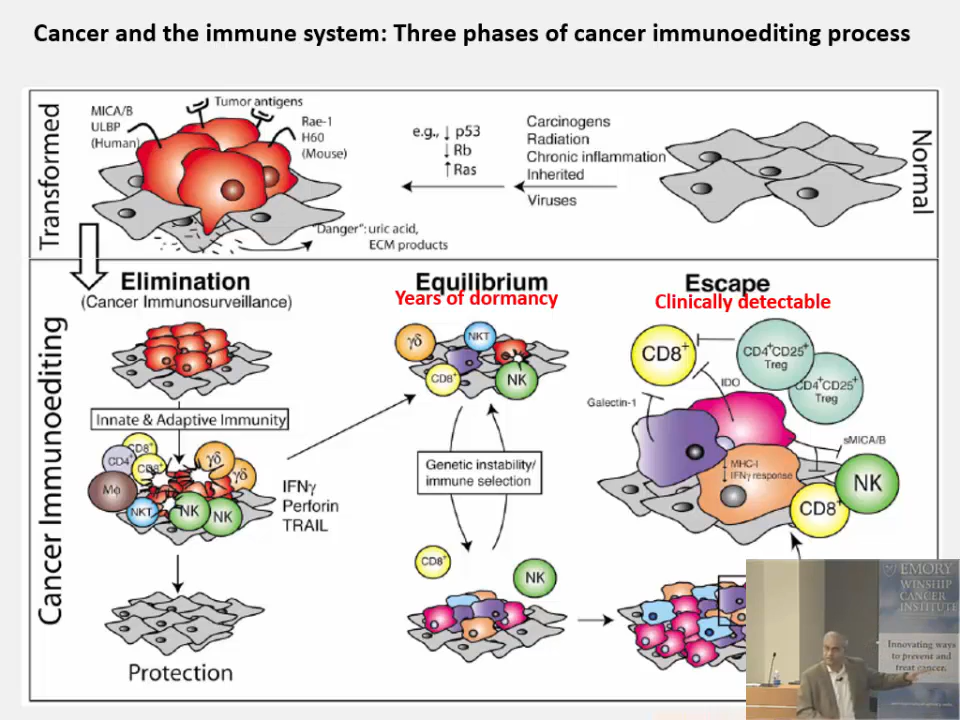 Cancer and the immune system: Three phases of cancer immunoediting process
Transformed
MICA/B
ULBP
(Human)
Tumor antigens
Rae-1
H60
(Mouse)
"Danger": uric acid,
ECM products
e.g., ↓ p53
↓ Rb
↑ Ras
Carcinogens
Radiation
Chronic inflammation
Inherited
Viruses
Normal
Cancer Immunoediting
Elimination
(Cancer Immunosurveillance)
Innate & Adaptive Immunity
CD8+
CD4+
CD8+
Mφ
NKT
NK
NK
γδ
γδ
IFNγ
Perforin
TRAIL
Protection
Equilibrium
Years of dormancy
γδ
NKT
CD8+
NK
Genetic instability/
immune selection
CD8+
NK
Escape
Clinically detectable
CD8+
CD4+CD25+
Treg
CD4+CD25+
Treg
IDO
Galectin-1
sMICA/B
↓ MHC-I
↓ IFNγ response
NK
CD8+
EMORY
WINSHIP
CANCER
INSTITUTE
Innovating ways
to prevent and
treat cancer.